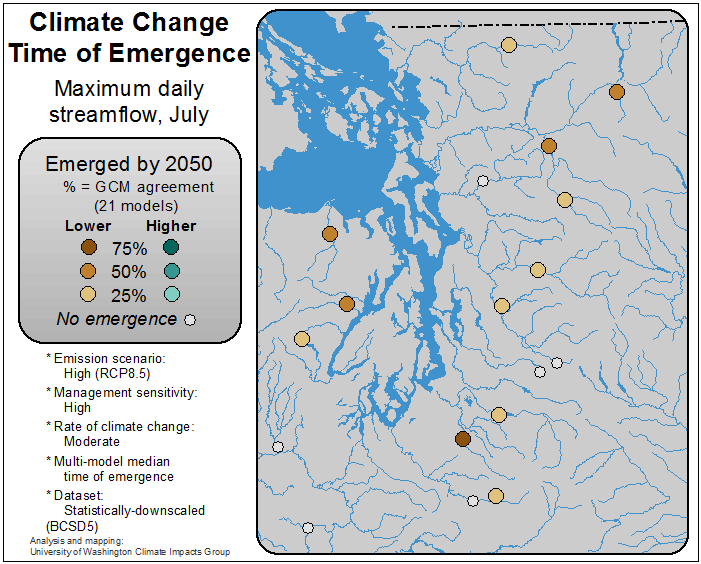 Climate Change
Time of Emergence
Maximum daily
streamflow, July
Emerged by 2050
% = GCM agreement
(21 models)
Lower Higher
75%
50%
25%
No emergence
* Emission scenario:
High (RCP8.5)
* Management sensitivity:
High
* Rate of climate change:
Moderate
* Multi-model median
time of emergence
* Dataset:
Statistically-downscaled
(BCSD5)
Analysis and mapping:
University of Washington Climate Impacts Group